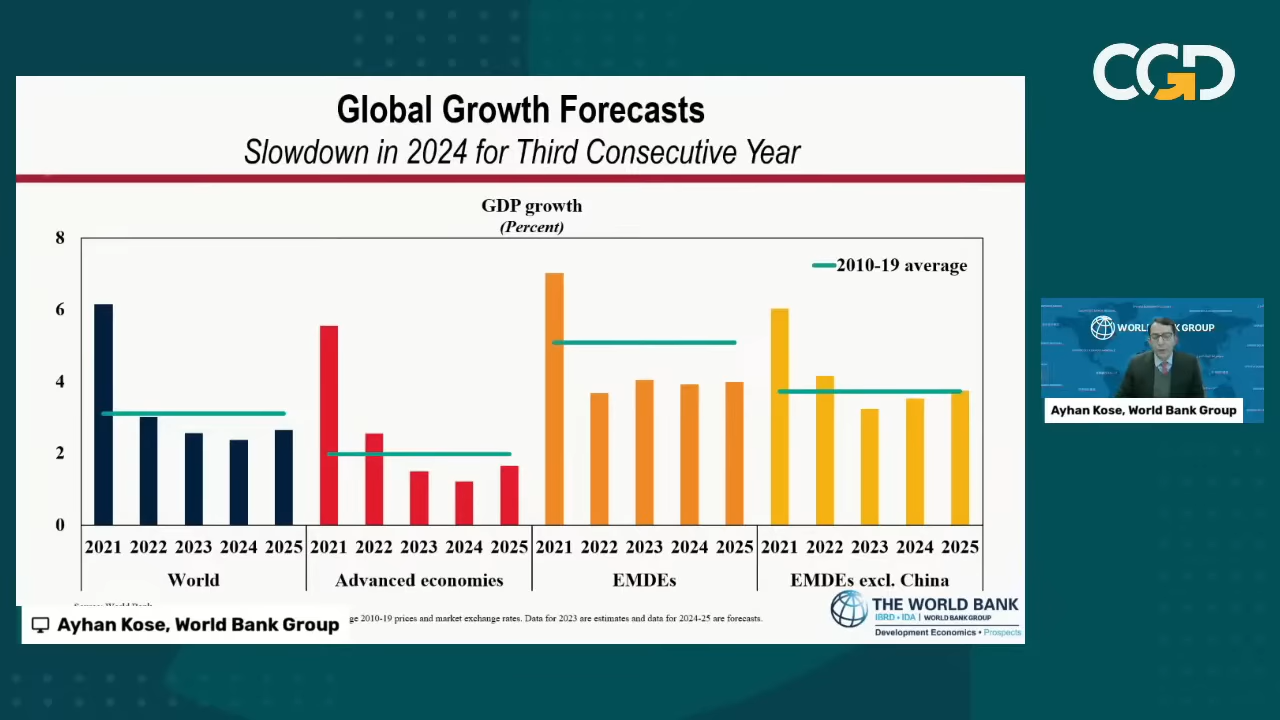 CGD
Global Growth Forecasts
Slowdown in 2024 for Third Consecutive Year
GDP growth
(Percent)
8
6
4
2
0
2010-19 average
2021 2022 2023 2024 2025 2021 2022 2023 2024 2025 2021 2022 2023 2024 2025 2021 2022 2023 2024 2025
World Advanced economies EMDEs EMDEs excl. China
2010-19 prices and market exchange rates. Data for 2023 are estimates and data for 2024-25 are forecasts.
Ayhan Kose, World Bank Group
THE WORLD BANK
IBRD • IDA | WORLD BANK GROUP
Development Economics • Prospects
WORLD BANK GROUP
Ayhan Kose, World Bank Group